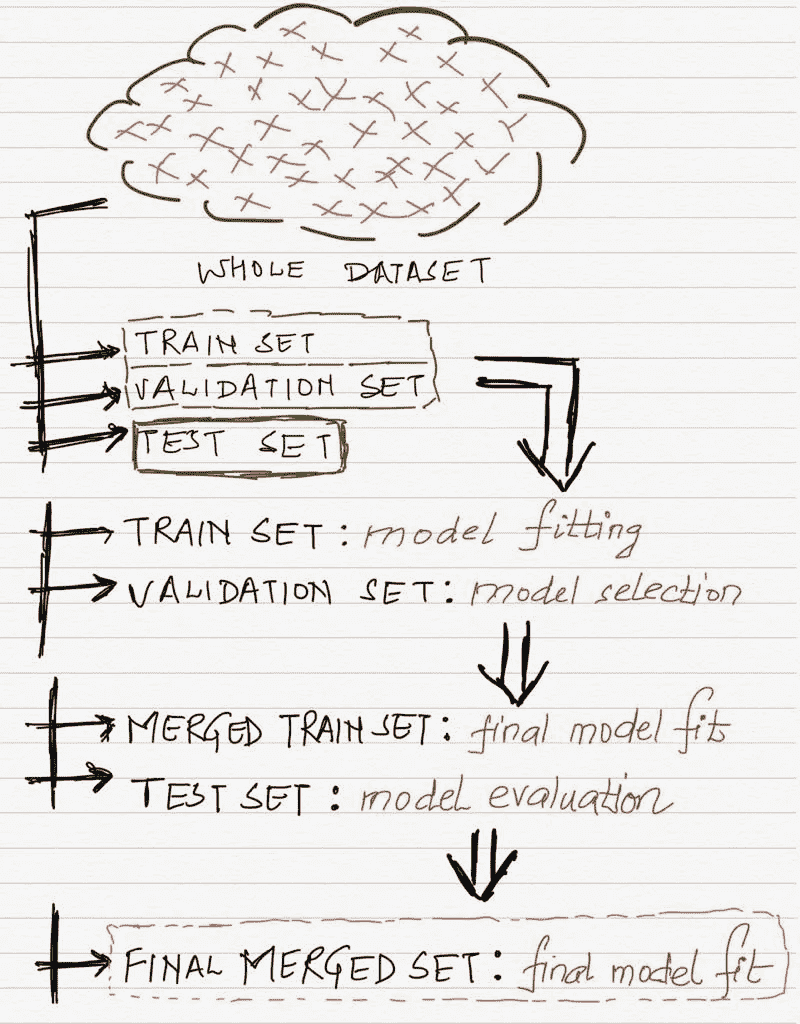 WHOLE DATASET
TRAIN SET
VALIDATION SET
TEST SET
TRAIN SET: model fitting
VALIDATION SET: model selection
MERGED TRAIN SET: final model fit
TEST SET: model evaluation
FINAL MERGED SET: final model fit